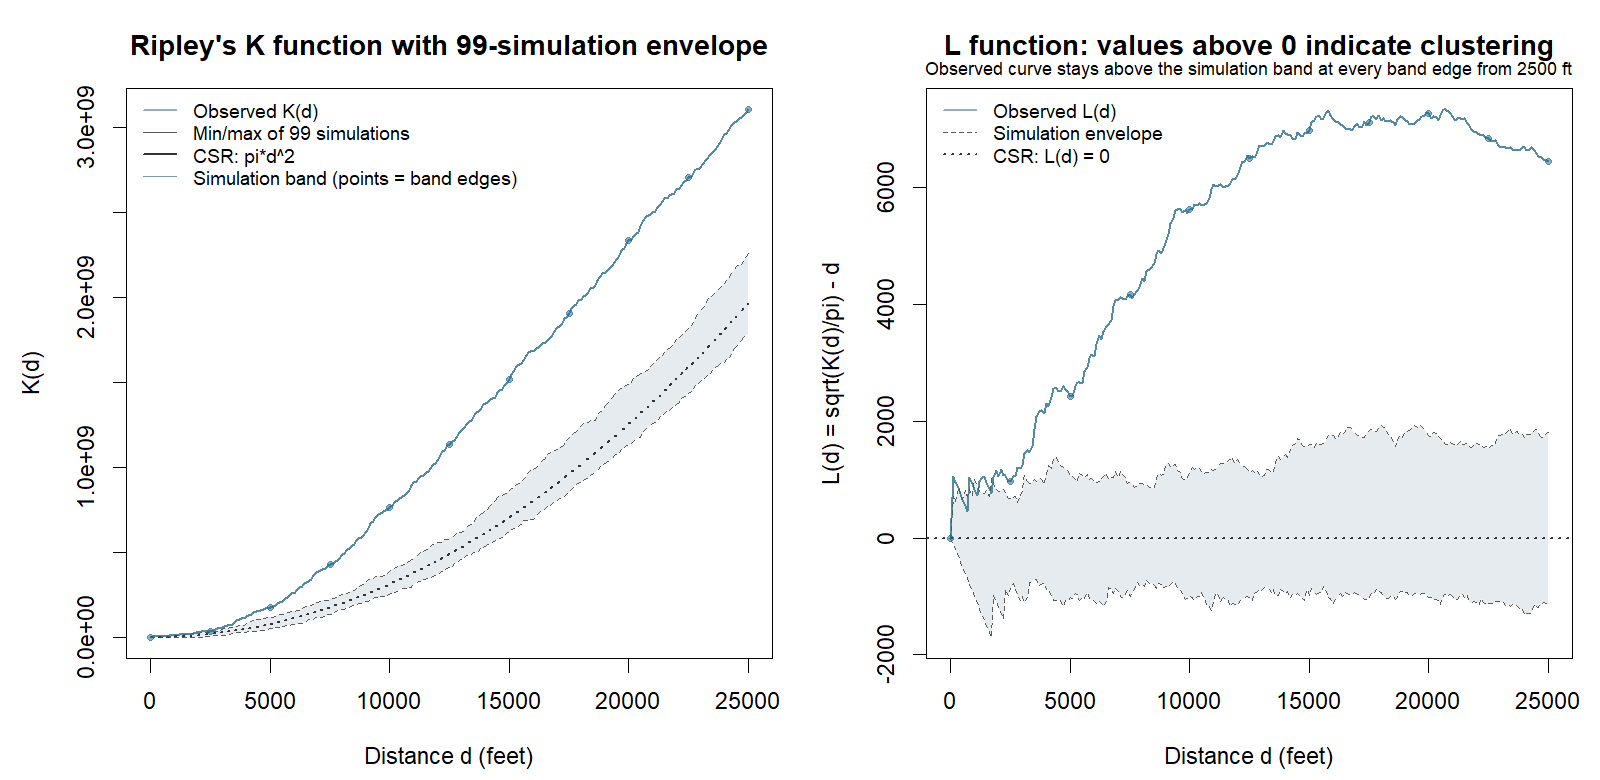 Ripley's K function with 99-simulation envelope
Observed K(d)
Min/max of 99 simulations
CSR: pi*d^2
Simulation band (points = band edges)
K(d)
0.0e+00
1.0e+09
2.0e+09
3.0e+09
0
5000
10000
15000
20000
25000
Distance d (feet)
L function: values above 0 indicate clustering
Observed curve stays above the simulation band at every band edge from 2500 ft
Observed L(d)
Simulation envelope
CSR: L(d) = 0
L(d) = sqrt(K(d)/pi) - d
-2000
0
2000
4000
6000
0
5000
10000
15000
20000
25000
Distance d (feet)